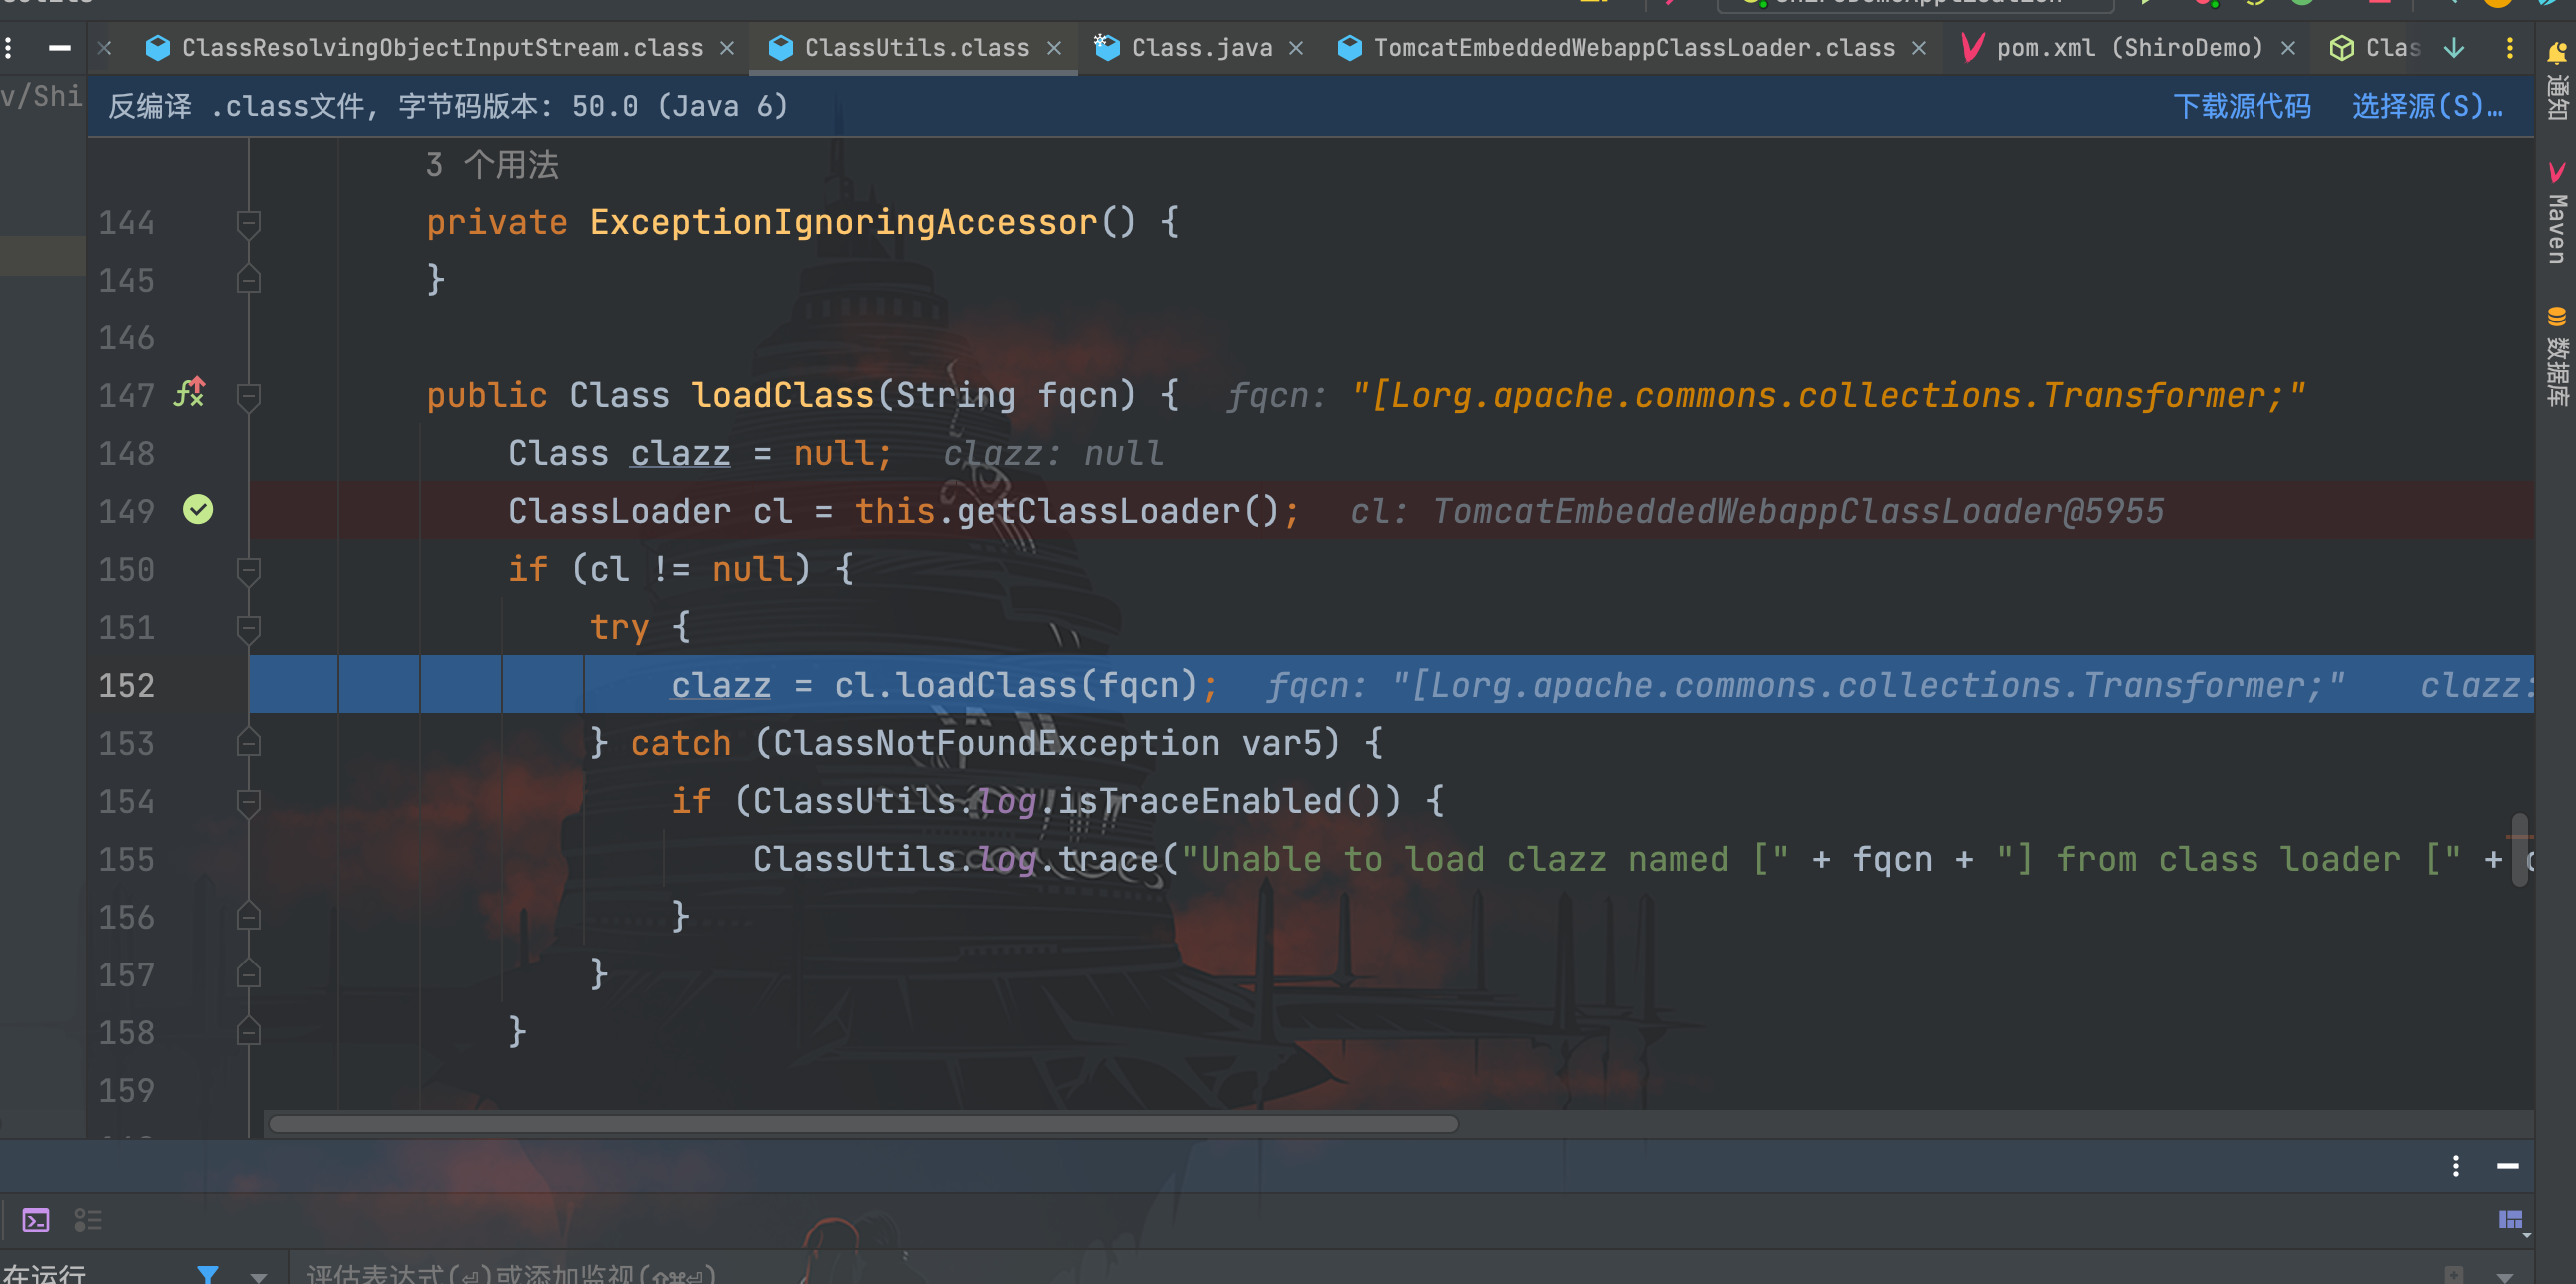 ClassResolvingObjectInputStream.class ClassUtils.class Class.java TomcatEmbeddedWebappClassLoader.class pom.xml (ShiroDemo) Clas
v/Shi
反编译 .class文件, 字节码版本: 50.0 (Java 6) 下载源代码 选择源(S)…
3 个用法
144 private ExceptionIgnoringAccessor() {
145 }
146
147 public Class loadClass(String fqcn) { fqcn: "[Lorg.apache.commons.collections.Transformer;"
148 Class clazz = null; clazz: null
149 ClassLoader cl = this.getClassLoader(); cl: TomcatEmbeddedWebappClassLoader@5955
150 if (cl != null) {
151 try {
152 clazz = cl.loadClass(fqcn); fqcn: "[Lorg.apache.commons.collections.Transformer;" clazz:
153 } catch (ClassNotFoundException var5) {
154 if (ClassUtils.log.isTraceEnabled()) {
155 ClassUtils.log.trace("Unable to load clazz named [" + fqcn + "] from class loader [" +
156 }
157 }
158 }
159
通知
Maven
数据库
在运行 评估表达式(⏎)或添加监视(⇧⌘⏎)